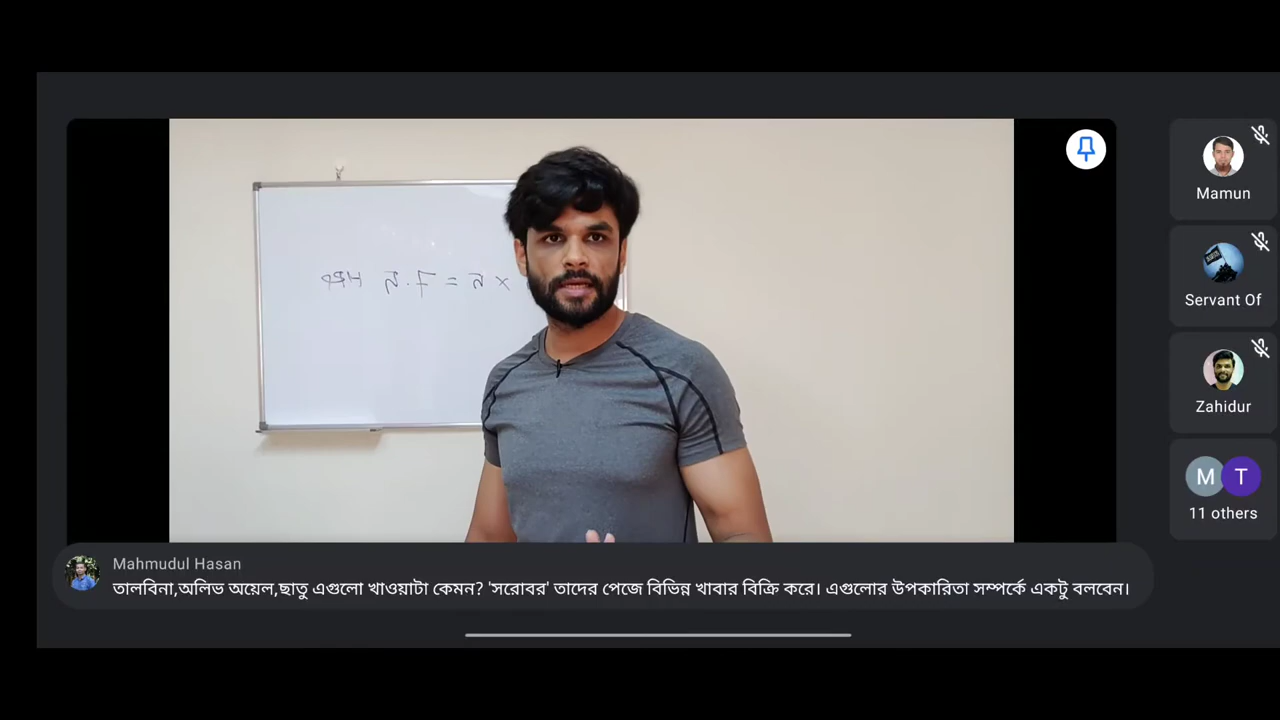 Mamun
Servant Of
Zahidur
M T
11 others
Mahmudul Hasan
তালবিনা,অলিভ অয়েল,ছাতু এগুলো খাওয়াটা কেমন? 'সরোবর' তাদের পেজে বিভিন্ন খাবার বিক্রি করে। এগুলোর উপকারিতা সম্পর্কে একটু বলবেন।